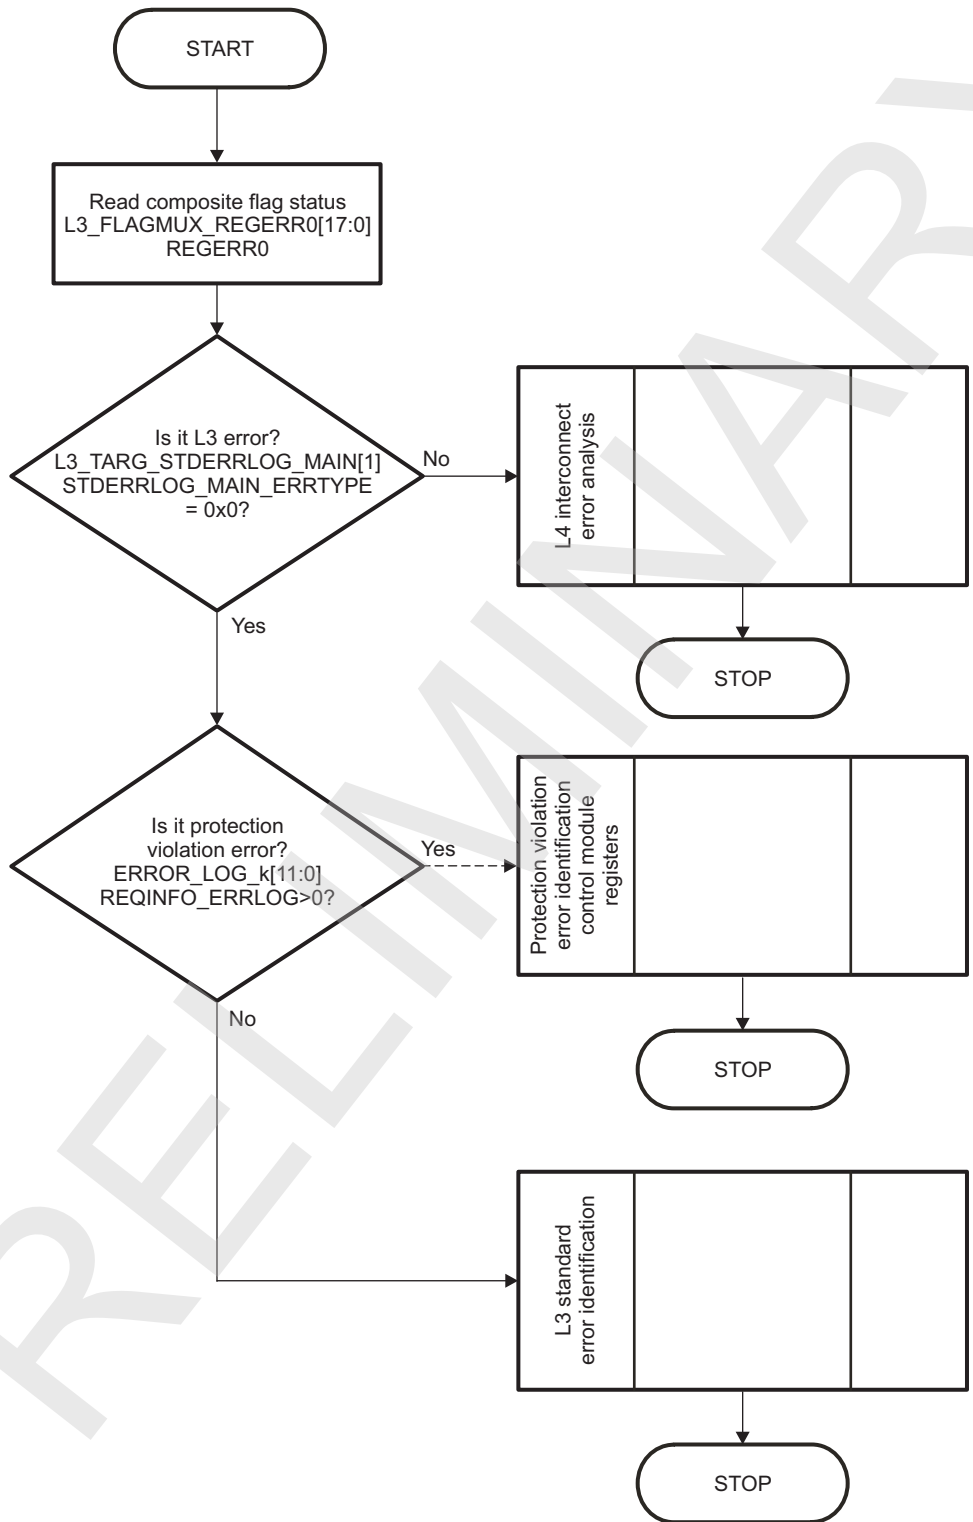 START
Read composite flag status
L3_FLAGMUX_REGERR0[17:0]
REGERR0
Is it L3 error?
L3_TARG_STDERRLOG_MAIN[1]
STDERRLOG_MAIN_ERRTYPE
= 0x0?
No
L4 interconnect
error analysis
Yes
STOP
Is it protection
violation error?
ERROR_LOG_k[11:0]
REQINFO_ERRLOG>0?
Yes
Protection violation
error identification
control module
registers
No
STOP
L3 standard
error identification
STOP
RELIMINARY